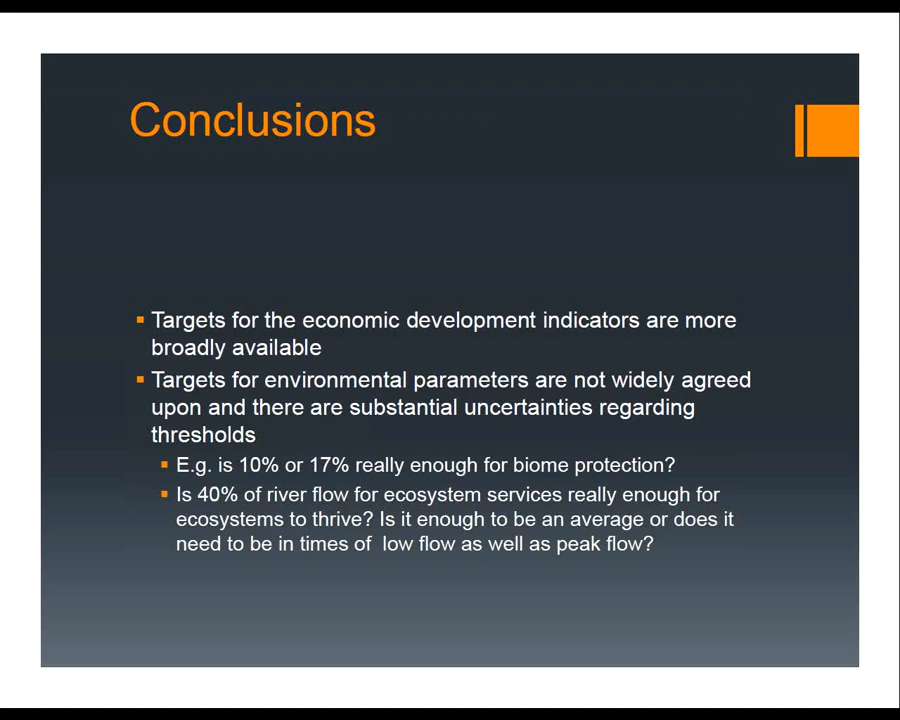 Conclusions
Targets for the economic development indicators are more
broadly available
Targets for environmental parameters are not widely agreed
upon and there are substantial uncertainties regarding
thresholds
E.g. is 10% or 17% really enough for biome protection?
Is 40% of river flow for ecosystem services really enough for
ecosystems to thrive? Is it enough to be an average or does it
need to be in times of low flow as well as peak flow?